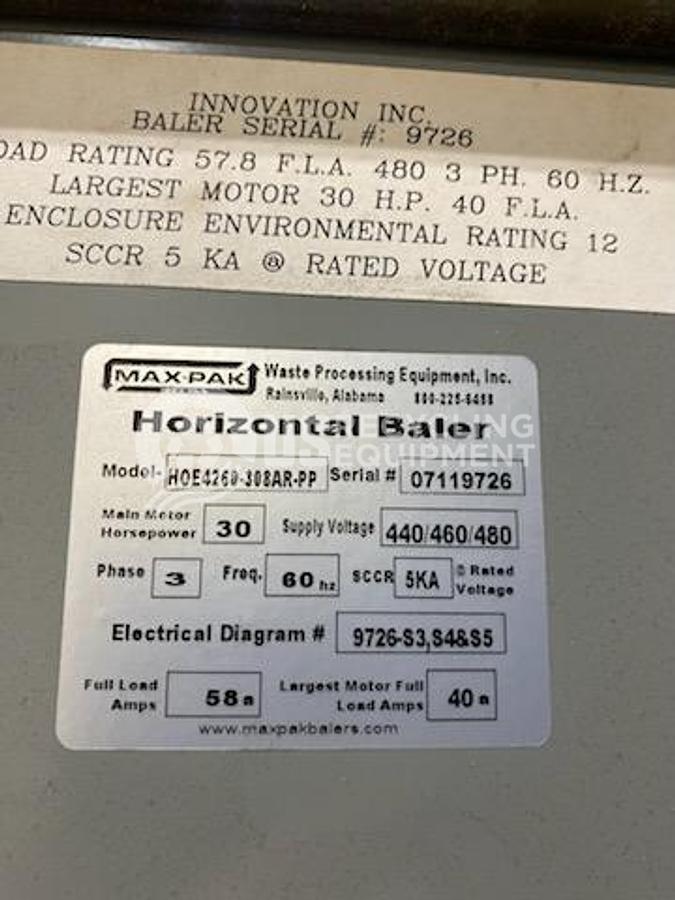 INNOVATION INC.
BALER SERIAL #: 9726
OAD RATING 57.8 F.L.A. 480 3 PH. 60 H.Z.
LARGEST MOTOR 30 H.P. 40 F.L.A.
ENCLOSURE ENVIRONMENTAL RATING 12
SCCR 5 KA @ RATED VOLTAGE
MAX-PAK Waste Processing Equipment, Inc.
Rainsville, Alabama
Horizontal Baler
RECYCLING
EQUIPMENT
Model- HOE4260-308AR-PP Serial # 07119726
Main Motor Horsepower 30 Supply Voltage 440/460/480
Phase 3 Freq. 60 hz SCCR 5KA @ Rated Voltage
Electrical Diagram # 9726-S3,S4&S5
Full Load Amps 58a Largest Motor Full Load Amps 40a
www.maxpakbalers.com